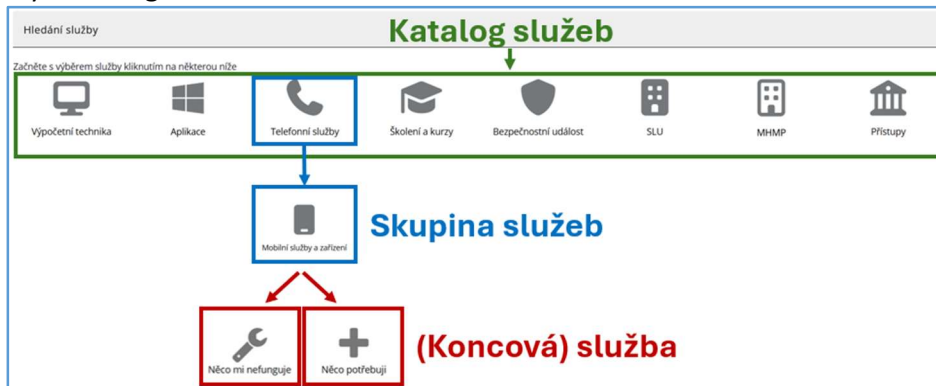 Hledání služby
Katalog služeb
Začněte s výběrem služby kliknutím na některou níže
Výpočetní technika Aplikace Telefonní služby Školení a kurzy Bezpečnostní událost SLU MHMP Přístupy
Mobilní služby a zařízení
Skupina služeb
Něco mi nefunguje Něco potřebuji
(Koncová) služba